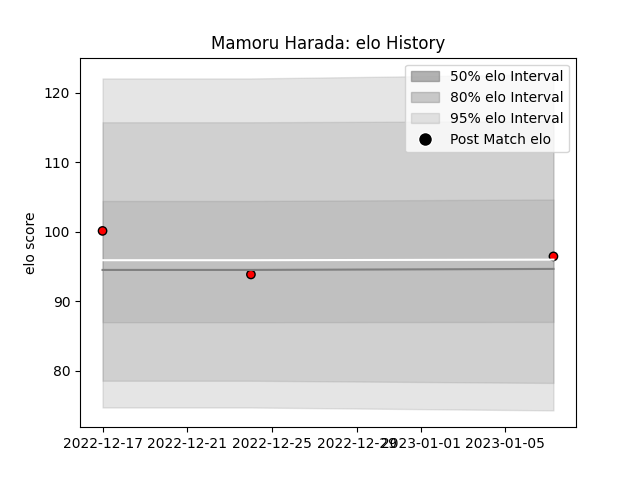 Mamoru Harada: elo History
50% elo Interval
80% elo Interval
95% elo Interval
Post Match elo
elo score
120
110
100
90
80
2022-12-17
2022-12-21
2022-12-25
2022-12-29
2023-01-01
2023-01-05